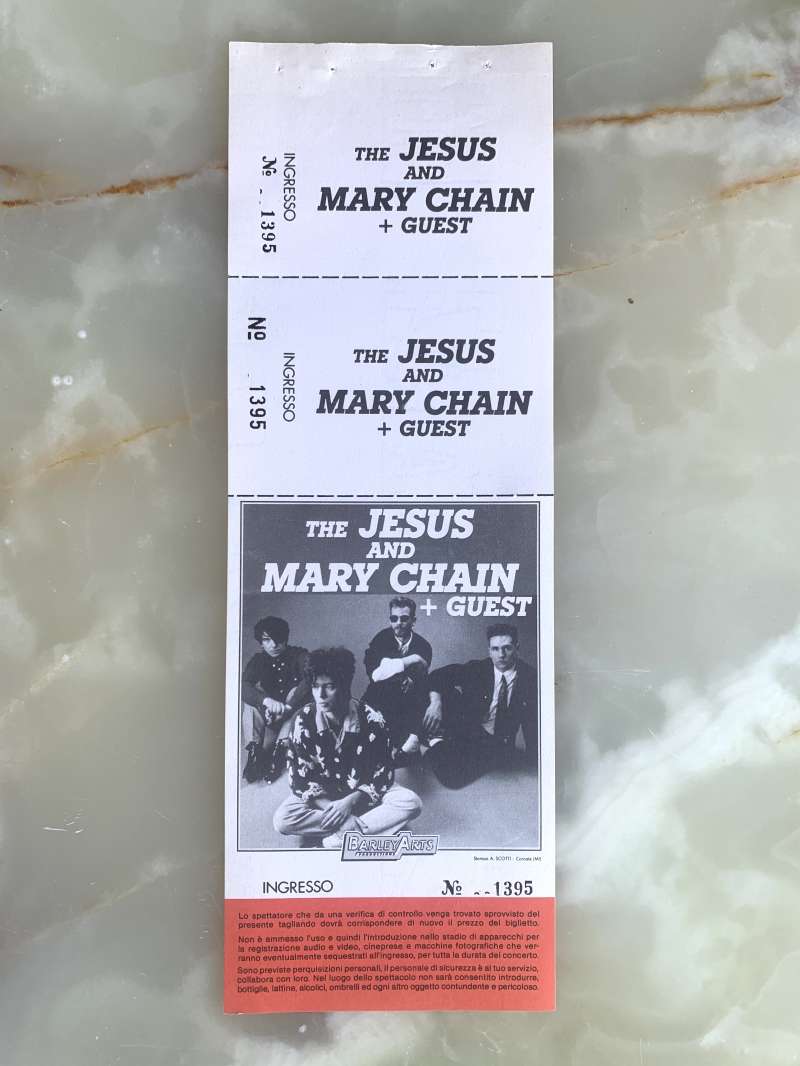 THE JESUS
AND
MARY CHAIN
+ GUEST
INGRESSO
No 1395
THE JESUS
AND
MARY CHAIN
+ GUEST
INGRESSO
No 1395
THE JESUS
AND
MARY CHAIN
+ GUEST
BARLEY ARTS
PROMOTIONS
Stampa A. SCOTTI - Cornate (MI)
INGRESSO No 1395
Lo spettatore che da una verifica di controllo venga trovato sprovvisto del
presente tagliando dovrà corrispondere di nuovo il prezzo del biglietto.
Non è ammesso l'uso e quindi l'introduzione nello stadio di apparecchi per
la registrazione audio e video, cineprese e macchine fotografiche che ver-
ranno eventualmente sequestrati all'ingresso, per tutta la durata del concerto.
Sono previste perquisizioni personali, il personale di sicurezza è al tuo servizio,
collabora con loro. Nel luogo dello spettacolo non sarà consentito introdurre,
bottiglie, lattine, alcolici, ombrelli ed ogni altro oggetto contundente e pericoloso.